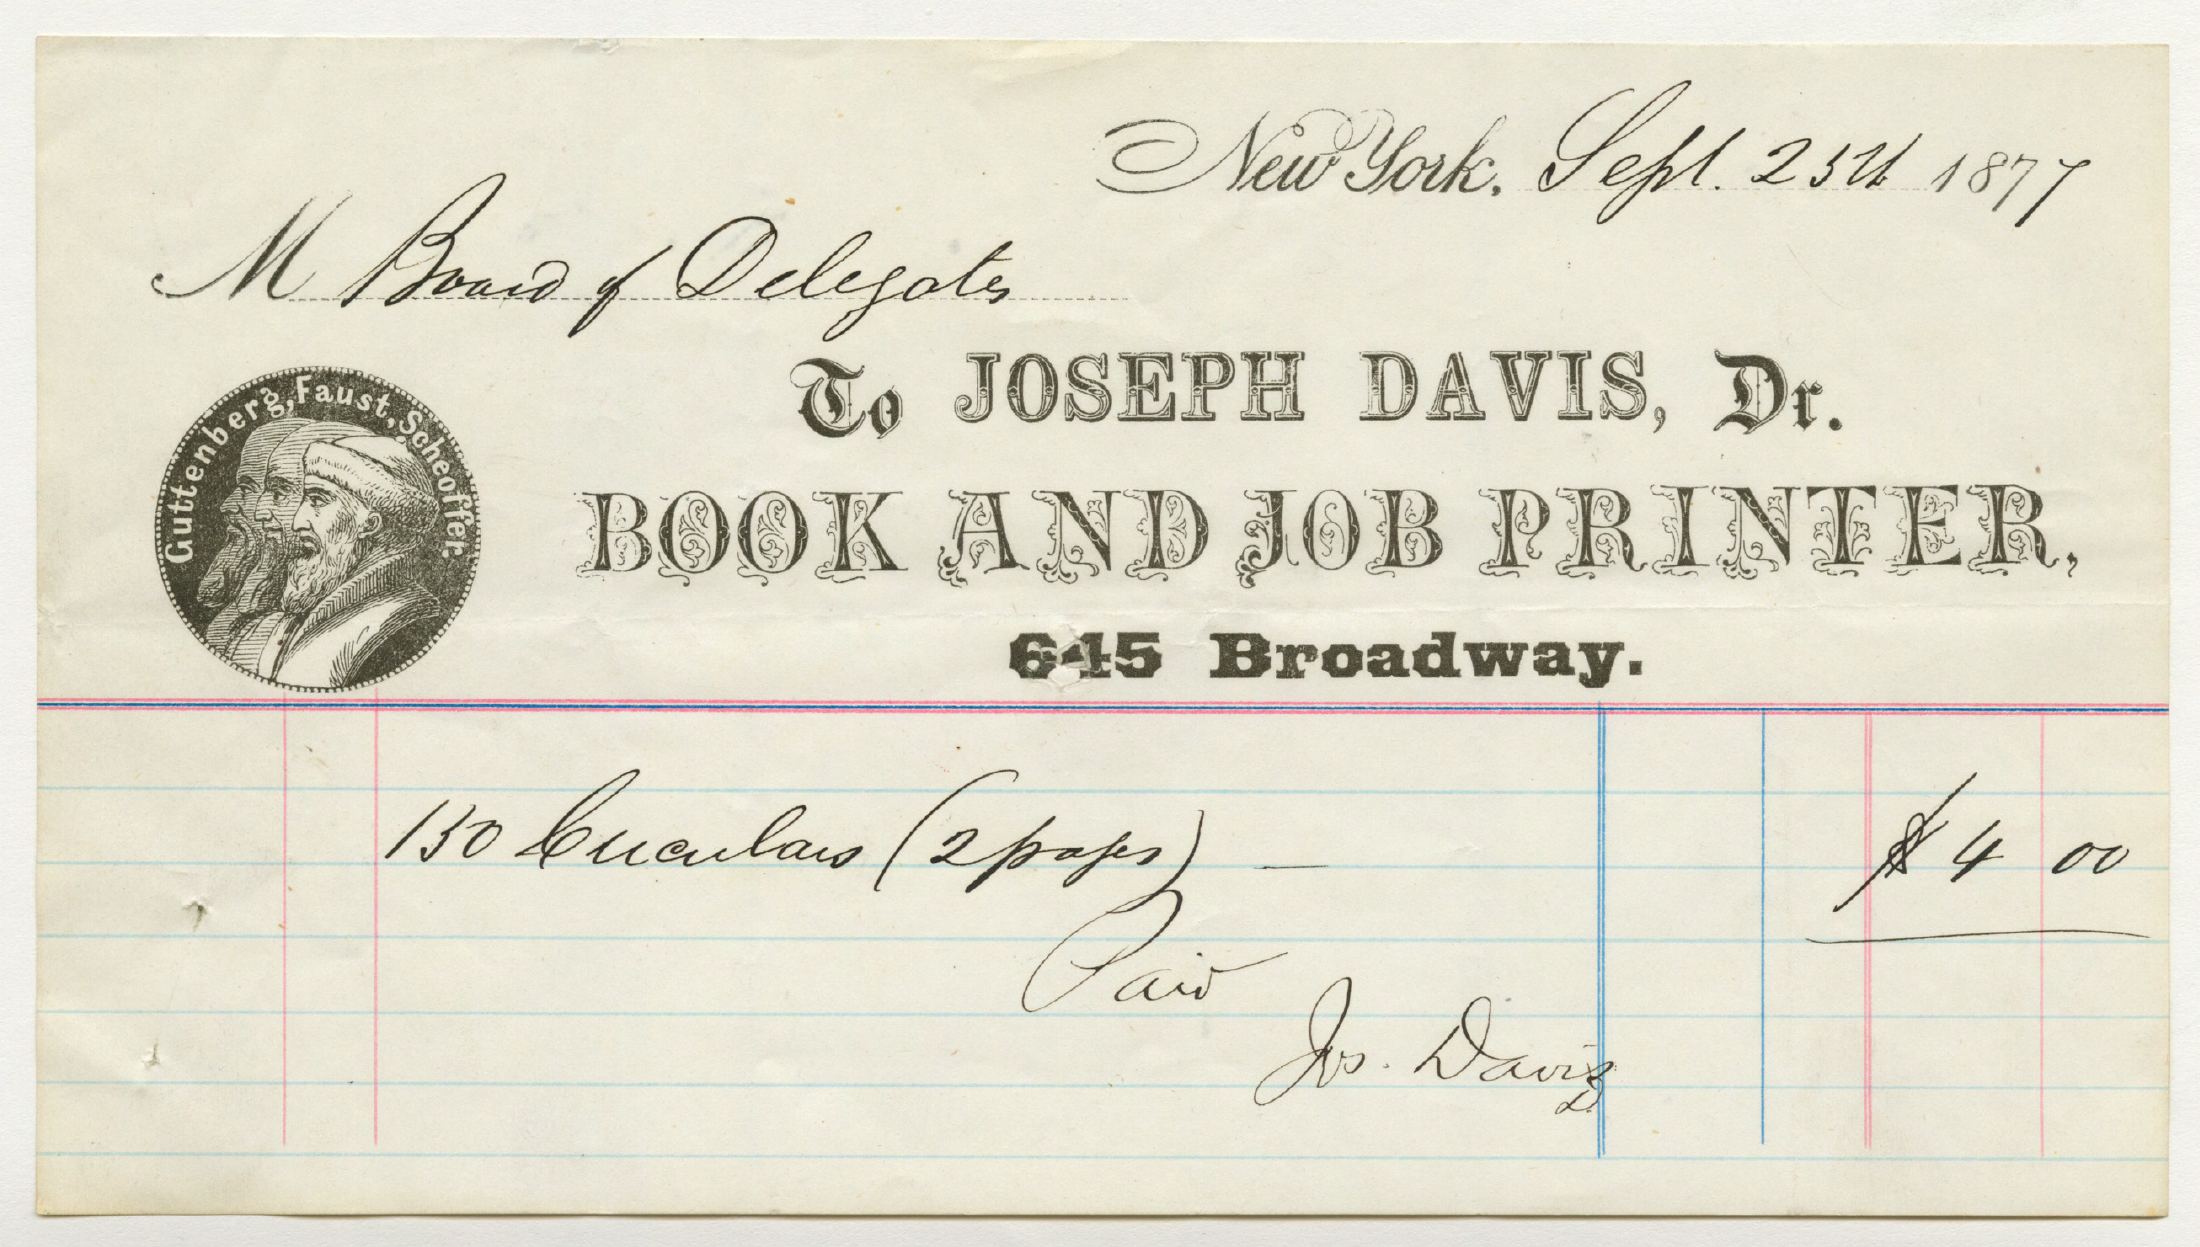 New York, Sept. 25th 1877
M Board of Delegates
Guttenberg, Faust, Scheoffer.
To JOSEPH DAVIS, Dr.
BOOK AND JOB PRINTER,
645 Broadway.
150 Circulars (2 pages) — $4 00
Paid
Jos. Davis